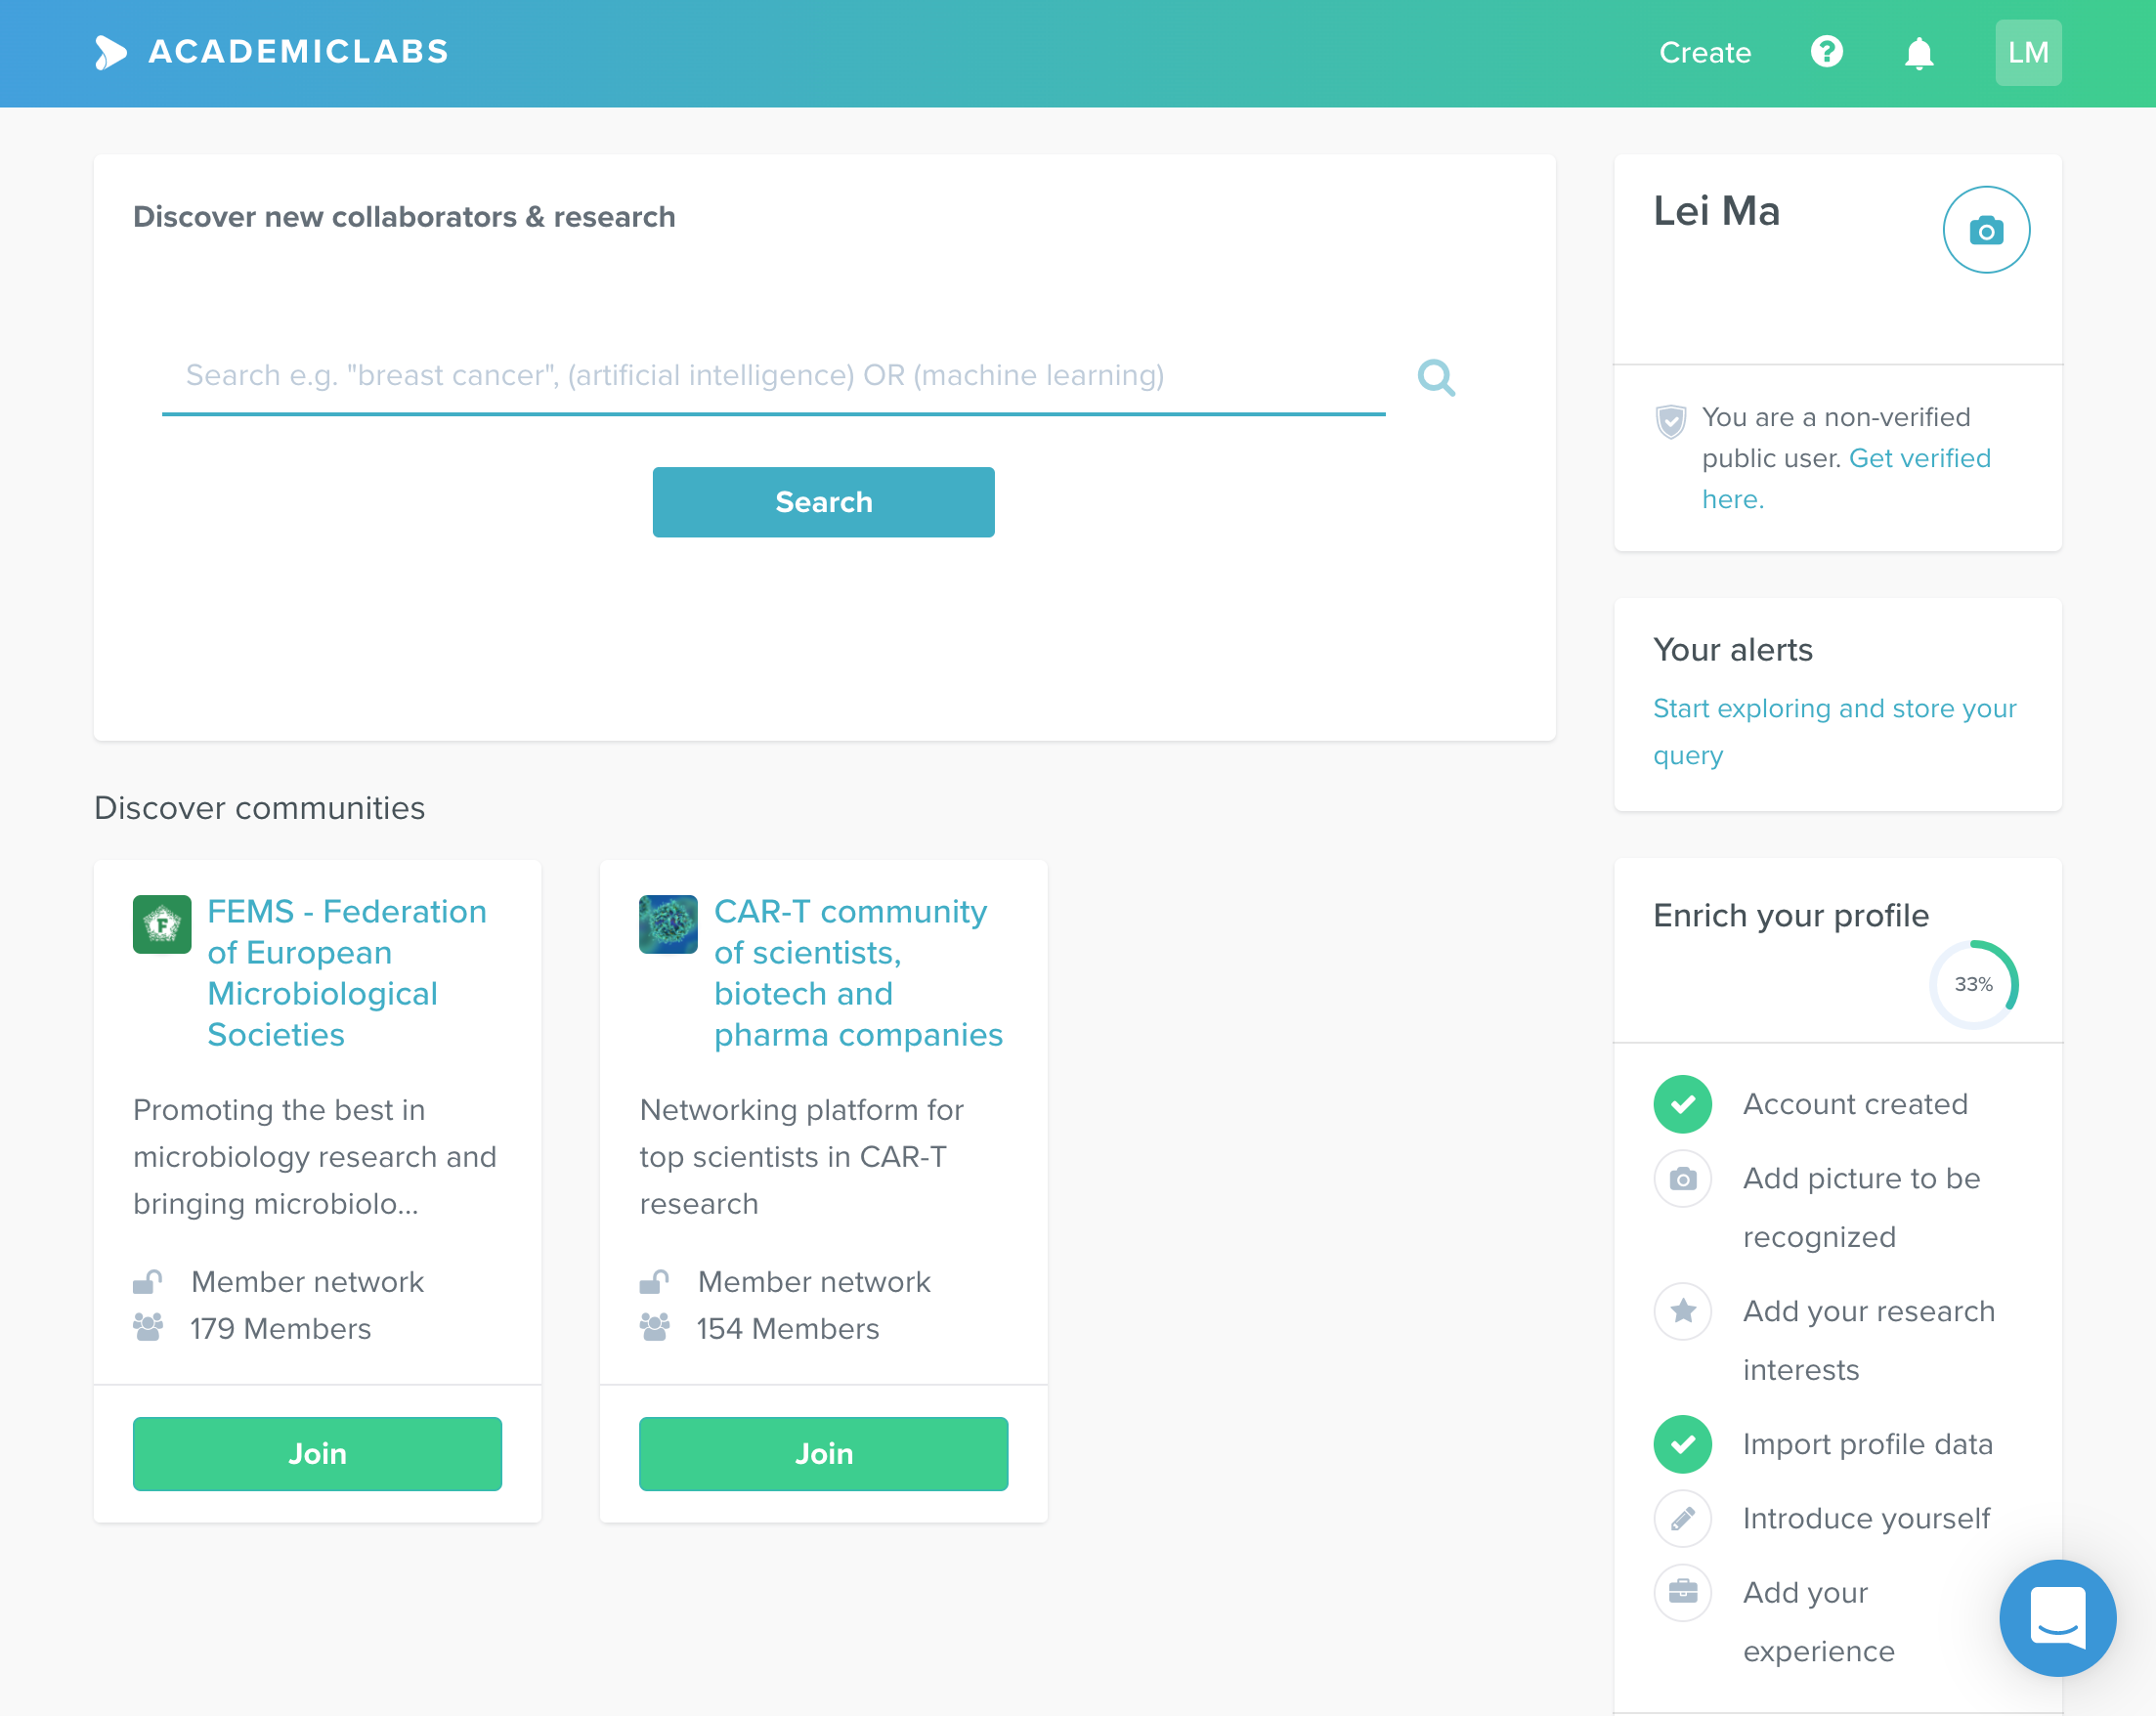 ACADEMICLABS
Create
LM
Discover new collaborators & research
Search e.g. "breast cancer", (artificial intelligence) OR (machine learning)
Search
Lei Ma
You are a non-verified
public user. Get verified
here.
Your alerts
Start exploring and store your
query
Discover communities
F
FEMS - Federation
of European
Microbiological
Societies
Promoting the best in
microbiology research and
bringing microbiolo...
Member network
179 Members
Join
CAR-T community
of scientists,
biotech and
pharma companies
Networking platform for
top scientists in CAR-T
research
Member network
154 Members
Join
Enrich your profile
33%
Account created
Add picture to be
recognized
Add your research
interests
Import profile data
Introduce yourself
Add your
experience